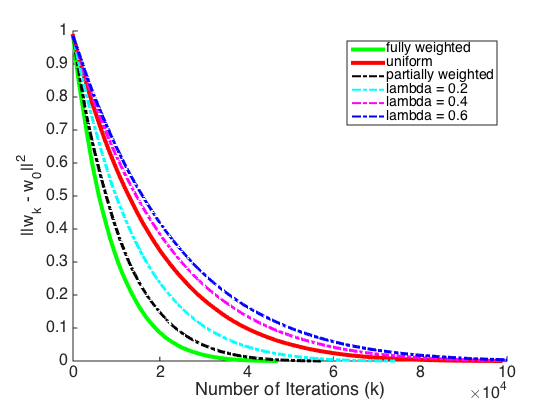 1
0.9
0.8
0.7
0.6
0.5
0.4
0.3
0.2
0.1
0
||w_k - w_0||^2
fully weighted
uniform
partially weighted
lambda = 0.2
lambda = 0.4
lambda = 0.6
0 2 4 6 8 10
×10^4
Number of Iterations (k)